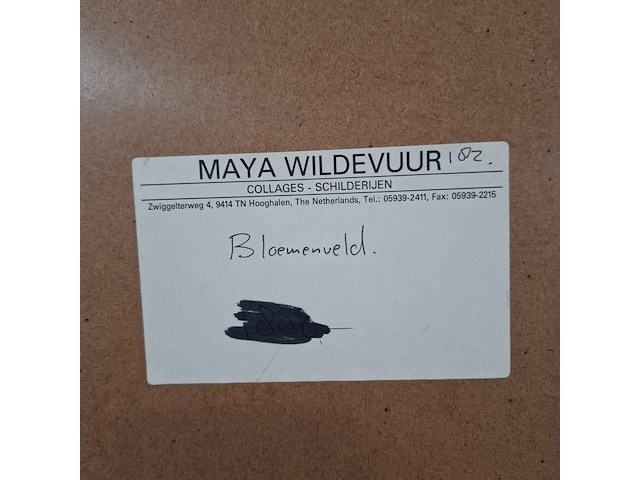 MAYA WILDEVUUR 182.
COLLAGES - SCHILDERIJEN
Zwiggelterweg 4, 9414 TN Hooghalen, The Netherlands, Tel.: 05939-2411, Fax: 05939-2215
Bloemenveld.